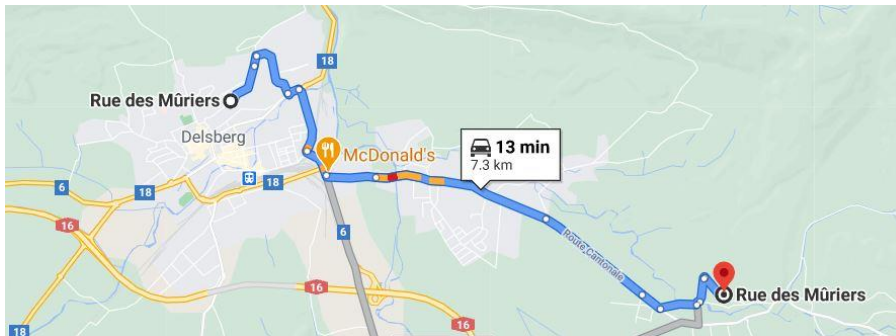 18
Rue des Mûriers
Delsberg
McDonald's
13 min
7.3 km
6
18
18
16
6
Route Cantonale
16
16
Rue des Mûriers
18